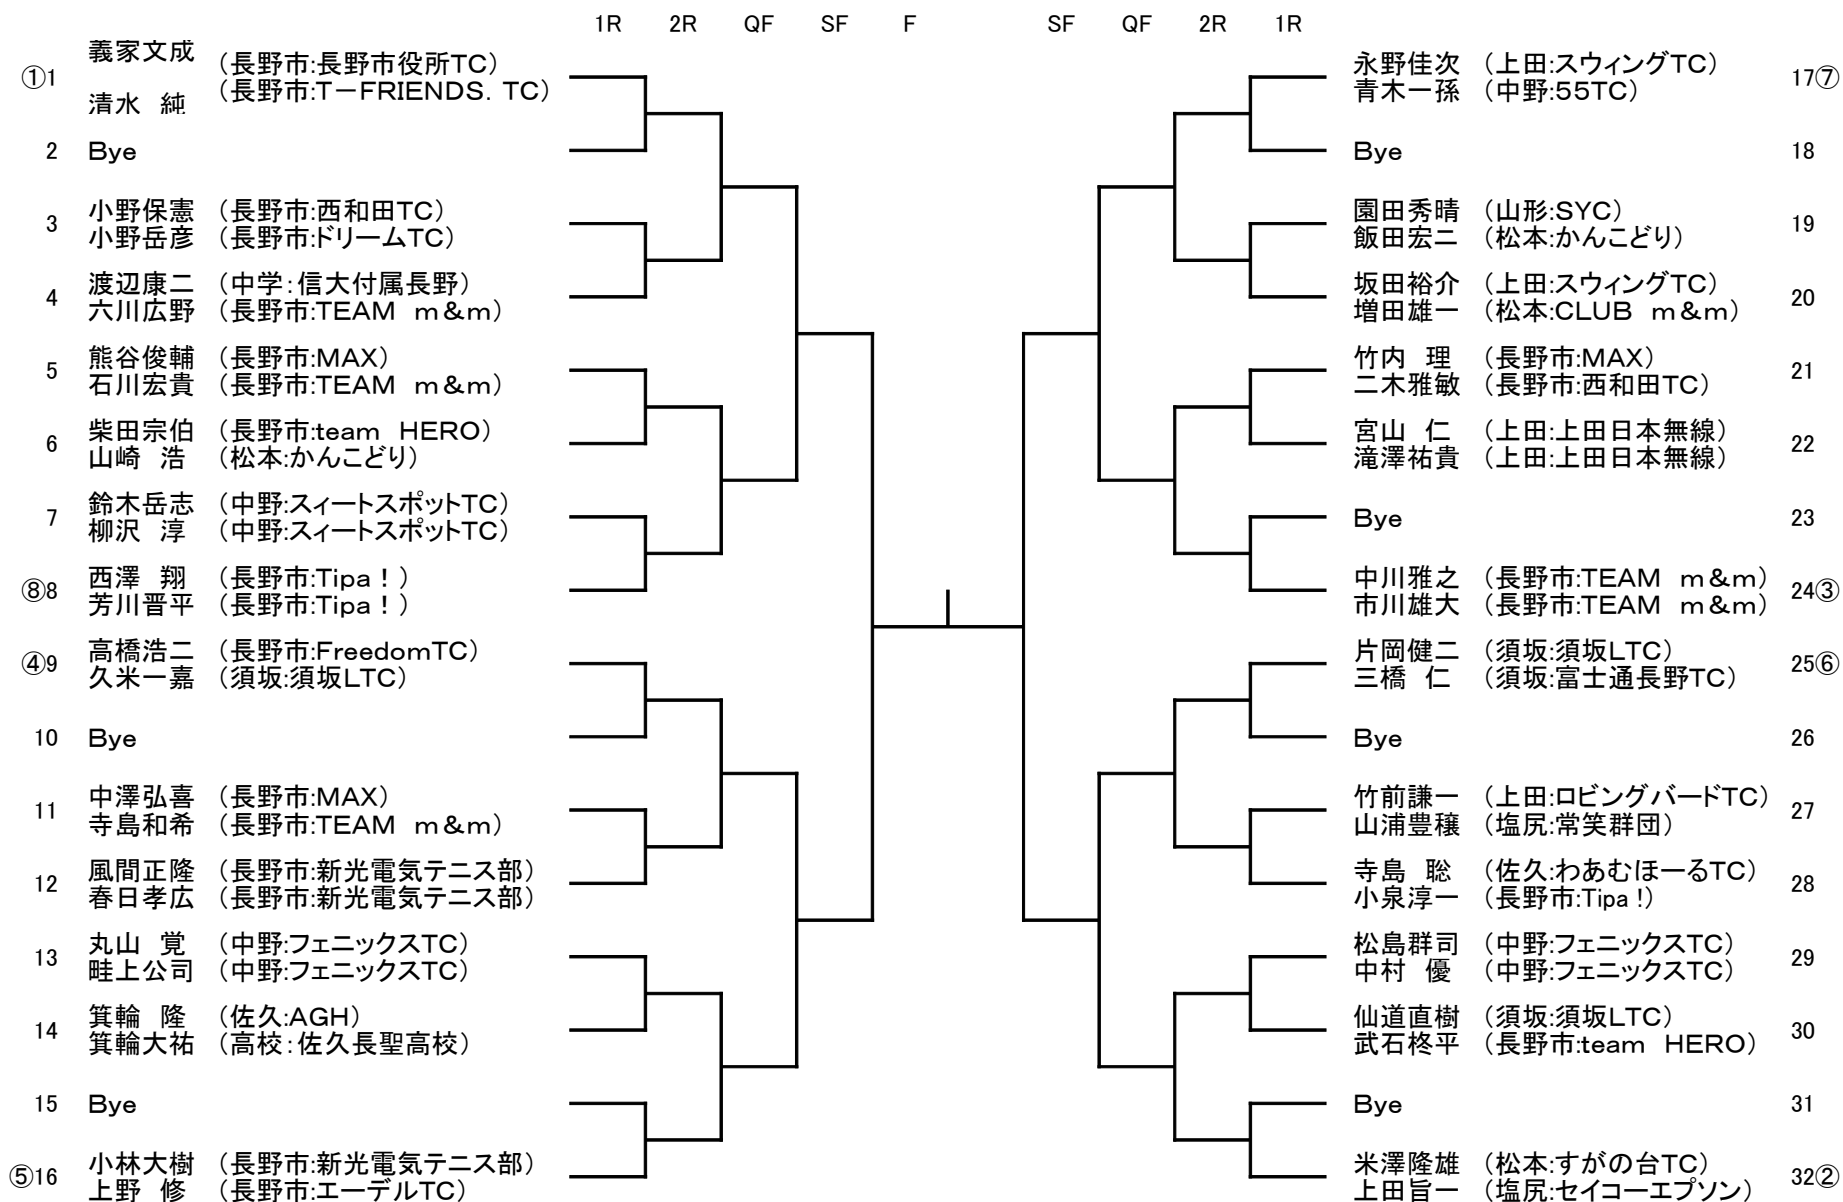 1R 2R QF SF F SF QF 2R 1R
①1 義家文成 (長野市:長野市役所TC)
清水 純 (長野市:T－FRIENDS．TC)
2 Bye
3 小野保憲 (長野市:西和田TC)
小野岳彦 (長野市:ドリームTC)
4 渡辺康二 (中学：信大付属長野)
六川広野 (長野市:TEAM m&m)
5 熊谷俊輔 (長野市:MAX)
石川宏貴 (長野市:TEAM m&m)
6 柴田宗伯 (長野市:team HERO)
山崎 浩 (松本:かんこどり)
7 鈴木岳志 (中野:スィートスポットTC)
柳沢 淳 (中野:スィートスポットTC)
⑧8 西澤 翔 (長野市:Tipa！)
芳川晋平 (長野市:Tipa！)
④9 高橋浩二 (長野市:FreedomTC)
久米一嘉 (須坂:須坂LTC)
10 Bye
11 中澤弘喜 (長野市:MAX)
寺島和希 (長野市:TEAM m&m)
12 風間正隆 (長野市:新光電気テニス部)
春日孝広 (長野市:新光電気テニス部)
13 丸山 覚 (中野:フェニックスTC)
畦上公司 (中野:フェニックスTC)
14 箕輪 隆 (佐久:AGH)
箕輪大祐 (高校：佐久長聖高校)
15 Bye
⑤16 小林大樹 (長野市:新光電気テニス部)
上野 修 (長野市:エーデルTC)
永野佳次 (上田:スウィングTC) 17⑦
青木一孫 (中野:55TC)
Bye 18
園田秀晴 (山形:SYC) 19
飯田宏二 (松本:かんこどり)
坂田裕介 (上田:スウィングTC) 20
増田雄一 (松本:CLUB m&m)
竹内 理 (長野市:MAX) 21
二木雅敏 (長野市:西和田TC)
宮山 仁 (上田:上田日本無線) 22
滝澤祐貴 (上田:上田日本無線)
Bye 23
中川雅之 (長野市:TEAM m&m) 24③
市川雄大 (長野市:TEAM m&m)
片岡健二 (須坂:須坂LTC) 25⑥
三橋 仁 (須坂:富士通長野TC)
Bye 26
竹前謙一 (上田:ロビングバードTC) 27
山浦豊穣 (塩尻:常笑群団)
寺島 聡 (佐久:わあむほーるTC) 28
小泉淳一 (長野市:Tipa!)
松島群司 (中野:フェニックスTC) 29
中村 優 (中野:フェニックスTC)
仙道直樹 (須坂:須坂LTC) 30
武石柊平 (長野市:team HERO)
Bye 31
米澤隆雄 (松本:すがの台TC) 32②
上田旨一 (塩尻:セイコーエプソン)